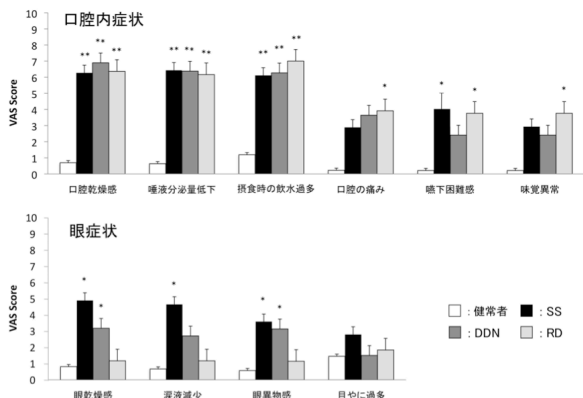 口腔内症状
10
9
8
7
6
5
4
3
2
1
0
VAS Score
** ** **
** ** **
** ** **
*
* *
*
口腔乾燥感 唾液分泌量低下 摂食時の飲水過多 口腔の痛み 嚥下困難感 味覚異常
眼症状
10
9
8
7
6
5
4
3
2
1
0
VAS Score
* *
*
* *
眼乾燥感 涙液減少 眼異物感 目やに過多
: 健常者 : SS
: DDN : RD